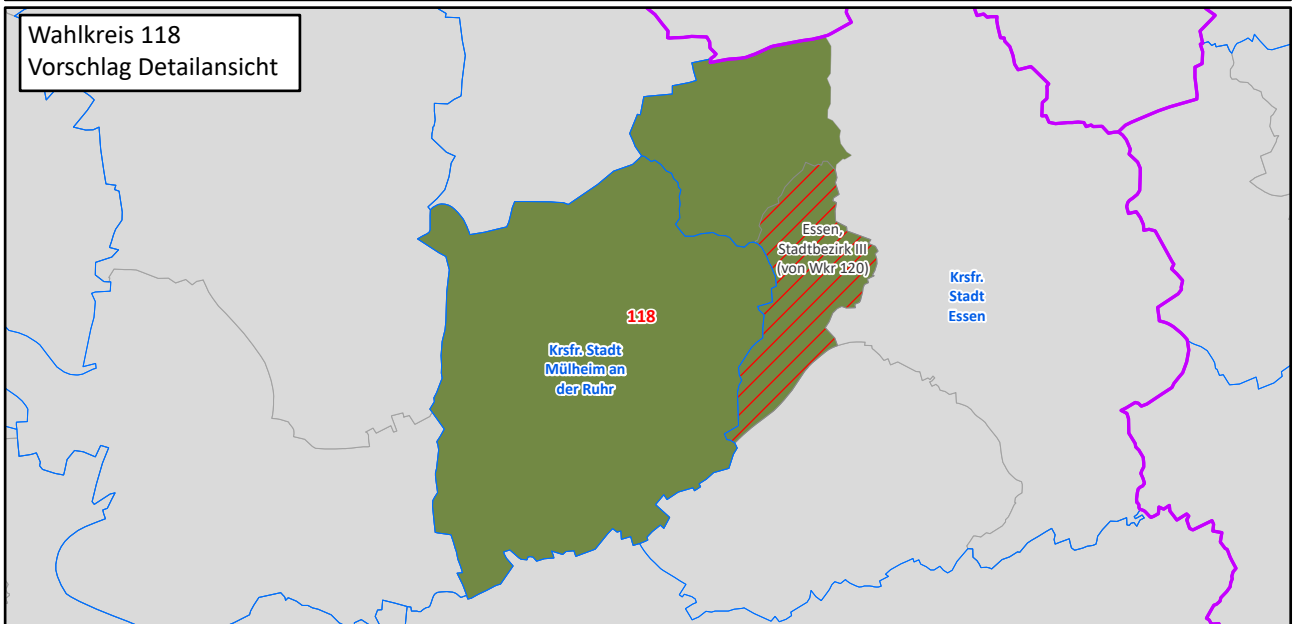 Wahlkreis 118
Vorschlag Detailansicht
Essen,
Stadtbezirk III
(von Wkr 120)
Krsfr.
Stadt
Essen
118
Krsfr. Stadt
Mülheim an
der Ruhr